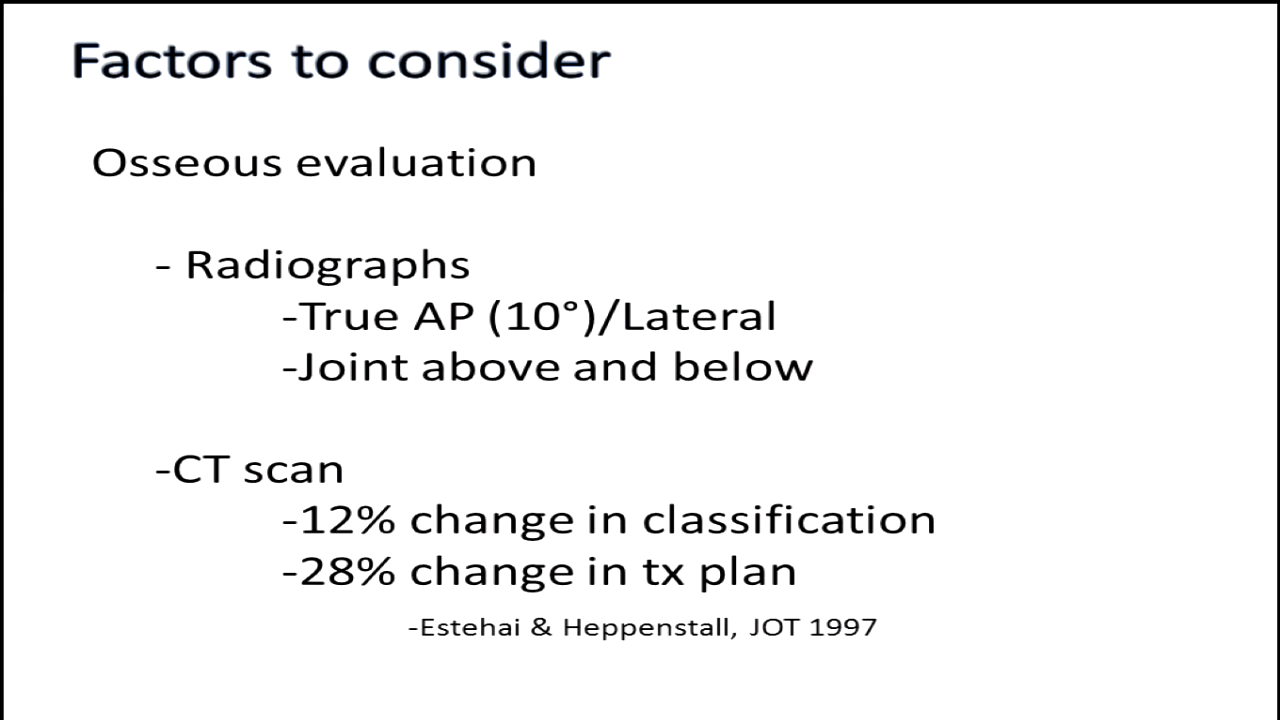 Factors to consider
Osseous evaluation
- Radiographs
-True AP (10°)/Lateral
-Joint above and below
-CT scan
-12% change in classification
-28% change in tx plan
-Estehai & Heppenstall, JOT 1997